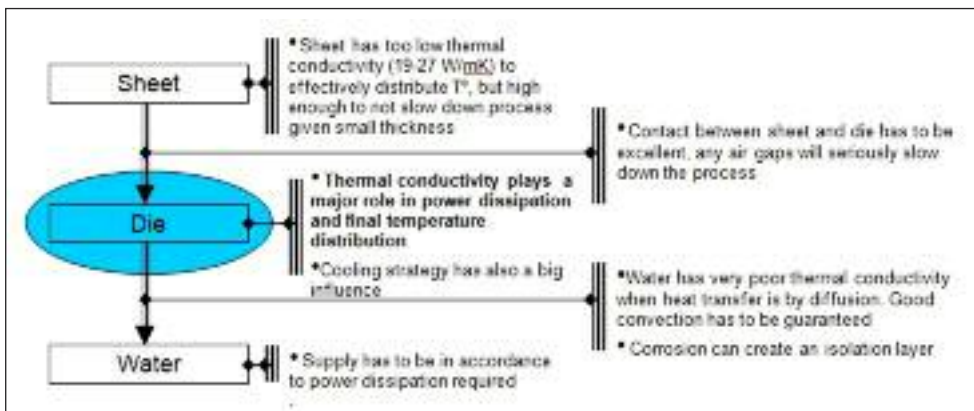 Sheet
• Sheet has too low thermal
conductivity (19-27 W/mK) to
effectively distribute Tº, but high
enough to not slow down process
given small thickness
• Contact between sheet and die has to be
excellent, any air gaps will seriously slow
down the process
Die
• Thermal conductivity plays a
major role in power dissipation
and final temperature
distribution
• Cooling strategy has also a big
influence
• Water has very poor thermal conductivity
when heat transfer is by diffusion. Good
convection has to be guaranteed
• Corrosion can create an isolation layer
Water
• Supply has to be in accordance
to power dissipation required